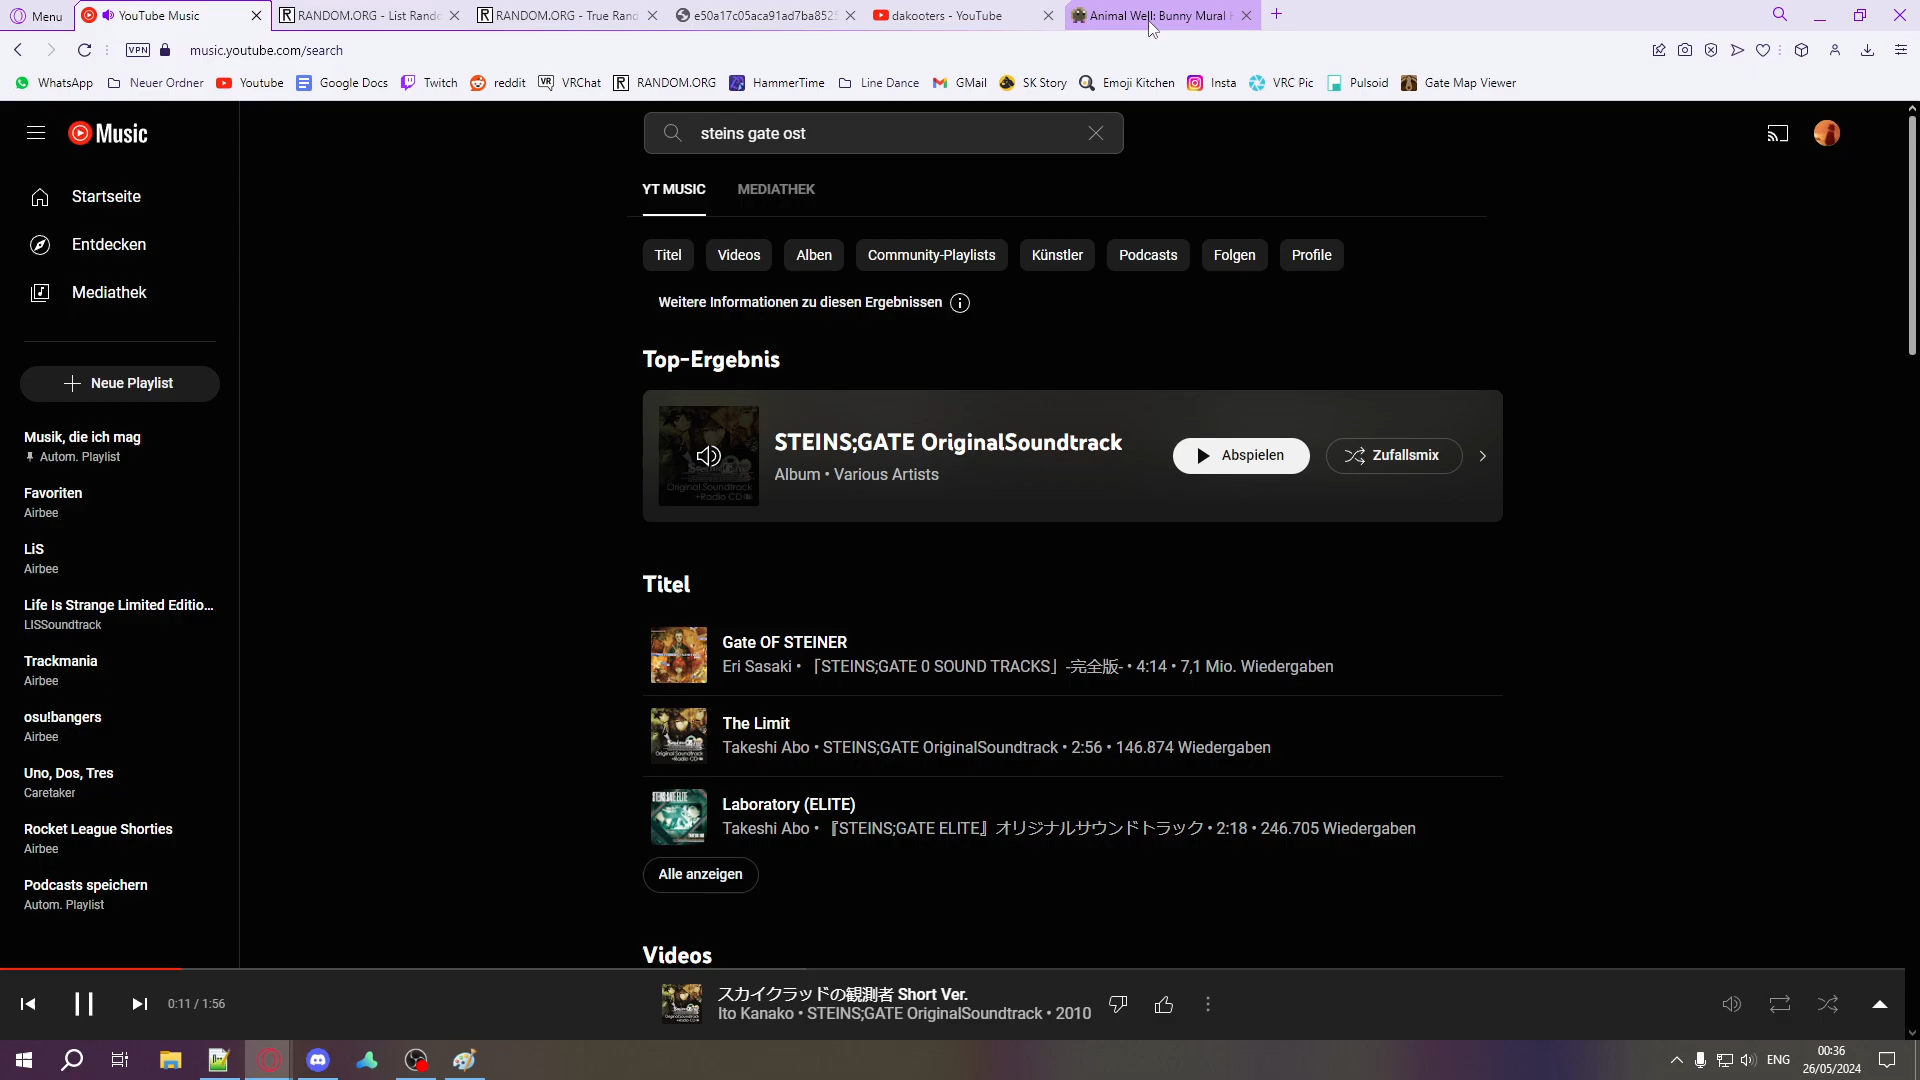 Menu
YouTube Music
RANDOM.ORG - List Rand
RANDOM.ORG - True Rand
e50a17c05aca91ad7ba852
dakooters - YouTube
Animal Well: Bunny Mural
VPN
music.youtube.com/search
WhatsApp
Neuer Ordner
Youtube
Google Docs
Twitch
reddit
VRChat
RANDOM.ORG
HammerTime
Line Dance
GMail
SK Story
Emoji Kitchen
Insta
VRC Pic
Pulsoid
Gate Map Viewer
Music
steins gate ost
Startseite
Entdecken
Mediathek
Neue Playlist
Musik, die ich mag
Autom. Playlist
Favoriten
Airbee
LiS
Airbee
Life Is Strange Limited Editio...
LISSoundtrack
Trackmania
Airbee
osu!bangers
Airbee
Uno, Dos, Tres
Caretaker
Rocket League Shorties
Airbee
Podcasts speichern
Autom. Playlist
YT MUSIC
MEDIATHEK
Titel
Videos
Alben
Community-Playlists
Künstler
Podcasts
Folgen
Profile
Weitere Informationen zu diesen Ergebnissen
Top-Ergebnis
Original Soundtrack
+Radio CD
STEINS;GATE OriginalSoundtrack
Album • Various Artists
Abspielen
Zufallsmix
Titel
Gate OF STEINER
Eri Sasaki • 「STEINS;GATE 0 SOUND TRACKS」-完全版- • 4:14 • 7,1 Mio. Wiedergaben
The Limit
Takeshi Abo • STEINS;GATE OriginalSoundtrack • 2:56 • 146.874 Wiedergaben
Laboratory (ELITE)
Takeshi Abo • 『STEINS;GATE ELITE』オリジナルサウンドトラック • 2:18 • 246.705 Wiedergaben
Alle anzeigen
Videos
0:11 / 1:56
スカイクラッドの観測者 Short Ver.
Ito Kanako • STEINS;GATE OriginalSoundtrack • 2010
ENG
00:36
26/05/2024